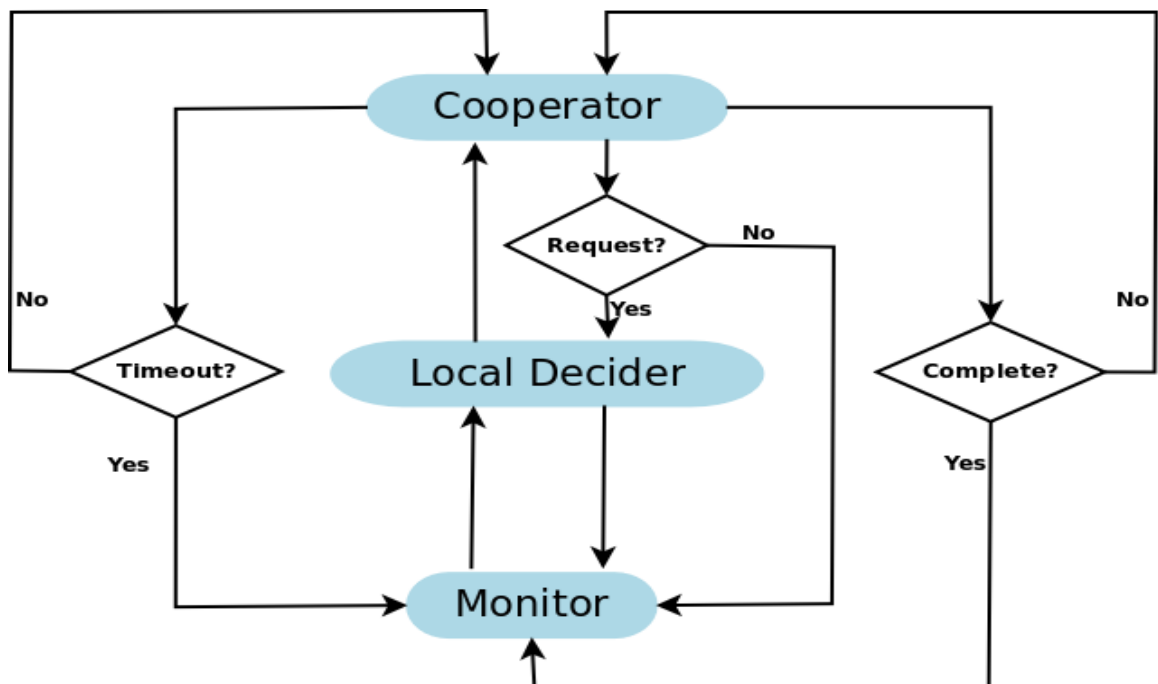 Cooperator
Request?
No
Yes
No
No
Timeout?
Local Decider
Complete?
Yes
Yes
Monitor